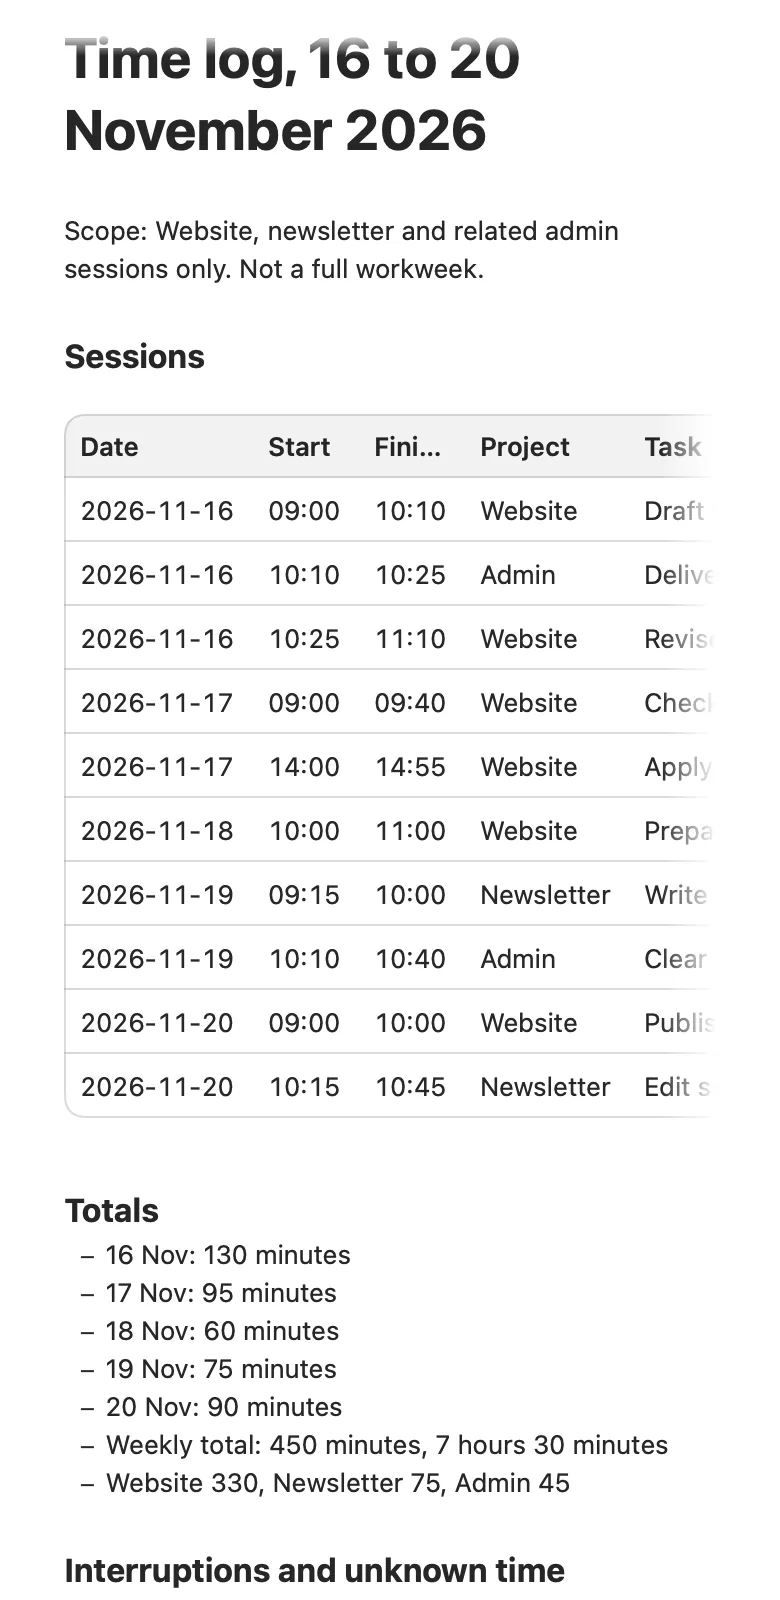 Time log, 16 to 20
November 2026
Scope: Website, newsletter and related admin
sessions only. Not a full workweek.
Sessions
Date Start Fini... Project Task
2026-11-16 09:00 10:10 Website Draft
2026-11-16 10:10 10:25 Admin
2026-11-16 10:25 11:10 Website
2026-11-17 09:00 09:40 Website
2026-11-17 14:00 14:55 Website Apply
2026-11-18 10:00 11:00 Website
2026-11-19 09:15 10:00 Newsletter Write
2026-11-19 10:10 10:40 Admin Clear
2026-11-20 09:00 10:00 Website
2026-11-20 10:15 10:45 Newsletter Edit
Totals
– 16 Nov: 130 minutes
– 17 Nov: 95 minutes
– 18 Nov: 60 minutes
– 19 Nov: 75 minutes
– 20 Nov: 90 minutes
– Weekly total: 450 minutes, 7 hours 30 minutes
– Website 330, Newsletter 75, Admin 45
Interruptions and unknown time